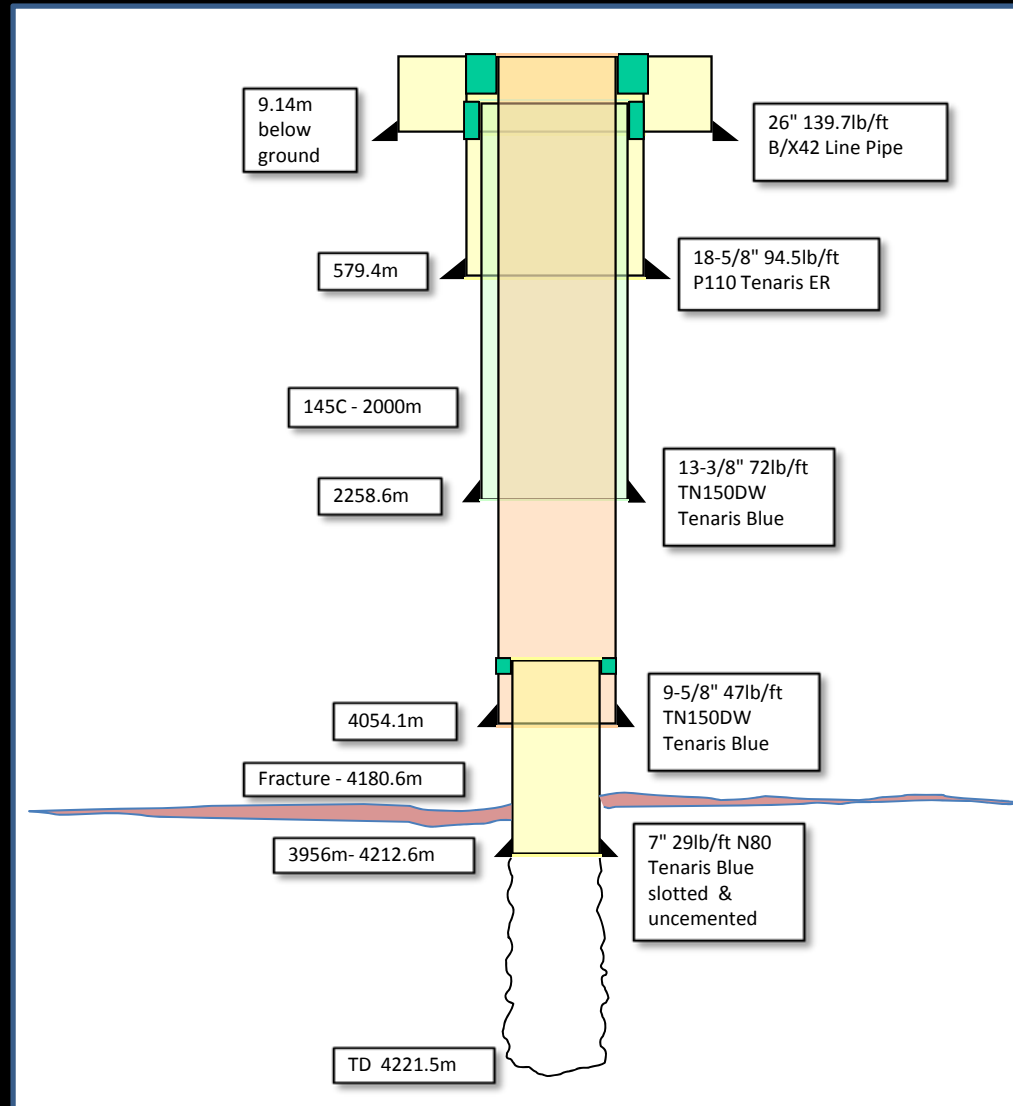 9.14m
below
ground
26" 139.7lb/ft
B/X42 Line Pipe
579.4m
18-5/8" 94.5lb/ft
P110 Tenaris ER
145C - 2000m
2258.6m
13-3/8" 72lb/ft
TN150DW
Tenaris Blue
4054.1m
9-5/8" 47lb/ft
TN150DW
Tenaris Blue
Fracture - 4180.6m
3956m- 4212.6m
7" 29lb/ft N80
Tenaris Blue
slotted &
uncemented
TD 4221.5m